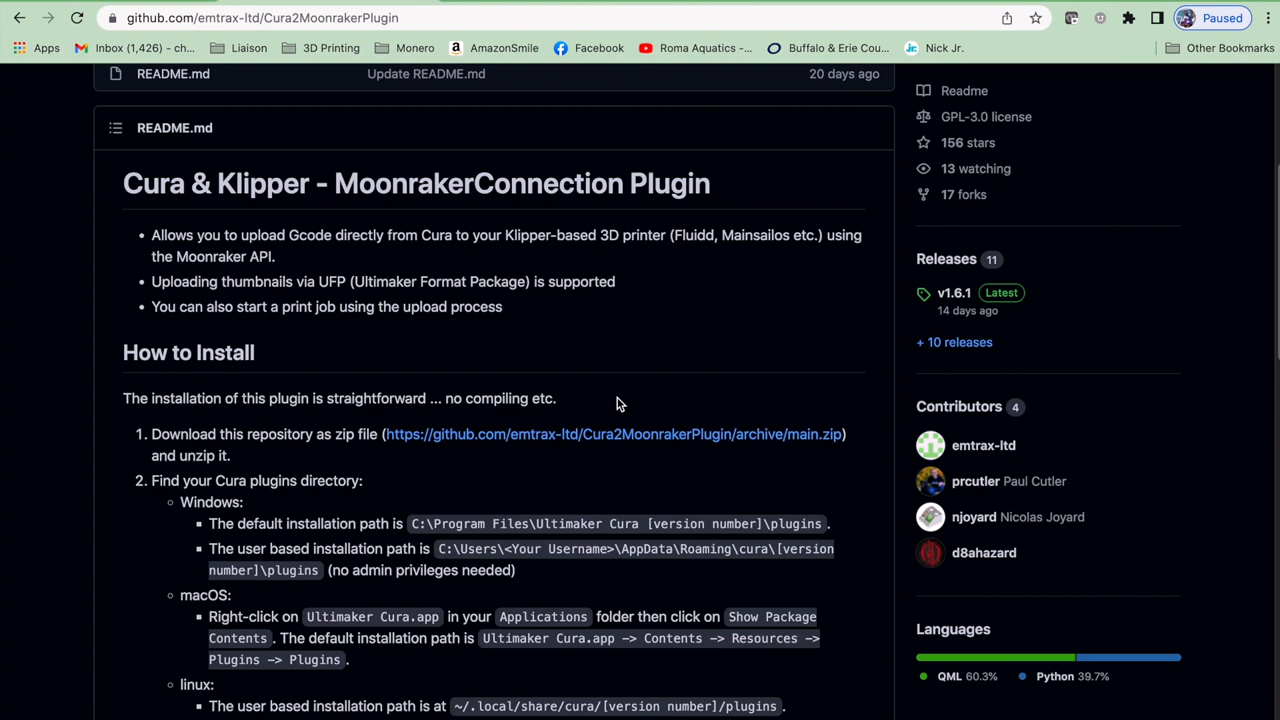 github.com/emtrax-ltd/Cura2MoonrakerPlugin
Paused
Apps
Inbox (1,426) - ch...
Liaison
3D Printing
Monero
AmazonSmile
Facebook
Roma Aquatics -...
Buffalo & Erie Cou...
Nick Jr.
Other Bookmarks
README.md
Update README.md
20 days ago
README.md
Cura & Klipper - MoonrakerConnection Plugin
• Allows you to upload Gcode directly from Cura to your Klipper-based 3D printer (Fluidd, Mainsailos etc.) using
the Moonraker API.
• Uploading thumbnails via UFP (Ultimaker Format Package) is supported
• You can also start a print job using the upload process
How to Install
The installation of this plugin is straightforward ... no compiling etc.
1. Download this repository as zip file (https://github.com/emtrax-ltd/Cura2MoonrakerPlugin/archive/main.zip)
and unzip it.
2. Find your Cura plugins directory:
Windows:
The default installation path is C:\Program Files\Ultimaker Cura [version number]\plugins.
The user based installation path is C:\Users\<Your Username>\AppData\Roaming\cura\[version
number]\plugins (no admin privileges needed)
macOS:
Right-click on Ultimaker Cura.app in your Applications folder then click on Show Package
Contents. The default installation path is Ultimaker Cura.app -> Contents -> Resources ->
Plugins -> Plugins.
linux:
The user based installation path is at ~/.local/share/cura/[version number]/plugins.
Readme
GPL-3.0 license
156 stars
13 watching
17 forks
Releases 11
v1.6.1 Latest
14 days ago
+ 10 releases
Contributors 4
emtrax-ltd
prcutler Paul Cutler
njoyard Nicolas Joyard
d8ahazard
Languages
QML 60.3%
Python 39.7%